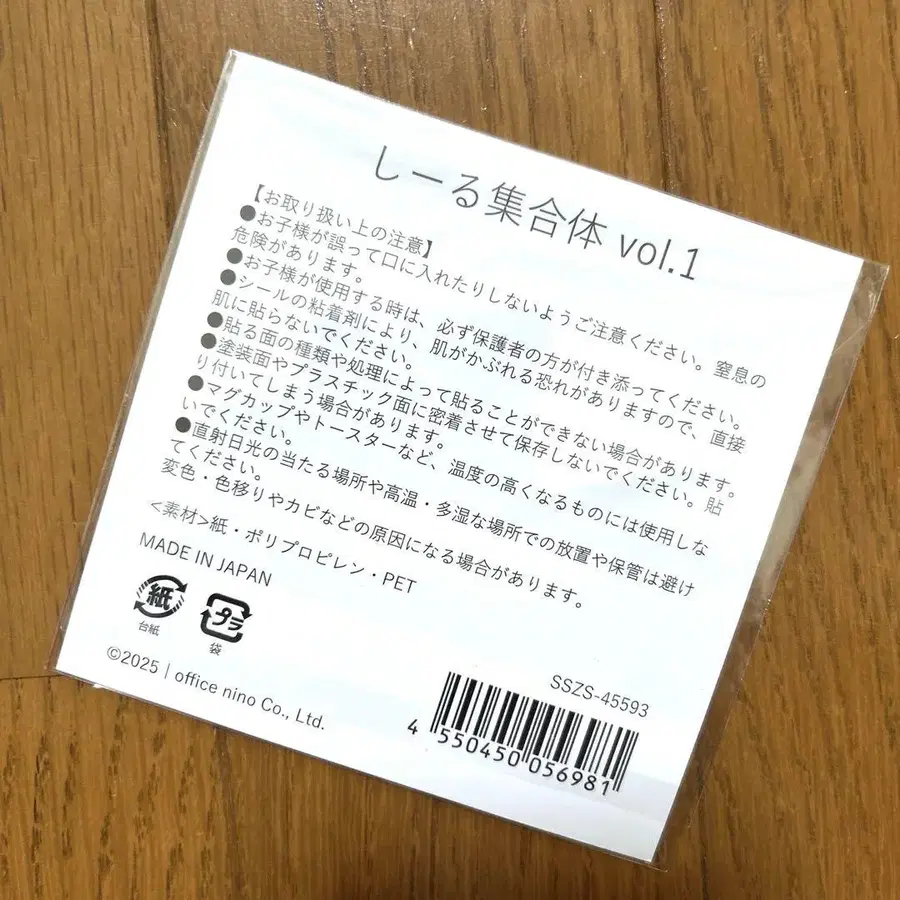 しーる集合体 vol.1
【お取り扱い上の注意】
●お子様が誤って口に入れたりしないようご注意ください。窒息の
危険があります。
●お子様が使用する時は、必ず保護者の方が付き添ってください。
●シールの粘着剤により、肌がかぶれる恐れがありますので、直接
肌に貼らないでください。
●貼る面の種類や処理によって貼ることができない場合があります。
●塗装面やプラスチック面に密着させて保存しないでください。貼
り付いてしまう場合があります。
●マグカップやトースターなど、温度の高くなるものには使用しな
いでください。
●直射日光の当たる場所や高温・多湿な場所での放置や保管は避け
てください。
変色・色移りやカビなどの原因になる場合があります。
<素材>紙・ポリプロピレン・PET
MADE IN JAPAN
紙
台紙
プラ
袋
©2025 | office nino Co., Ltd.
SSZS-45593
4 550450 056981